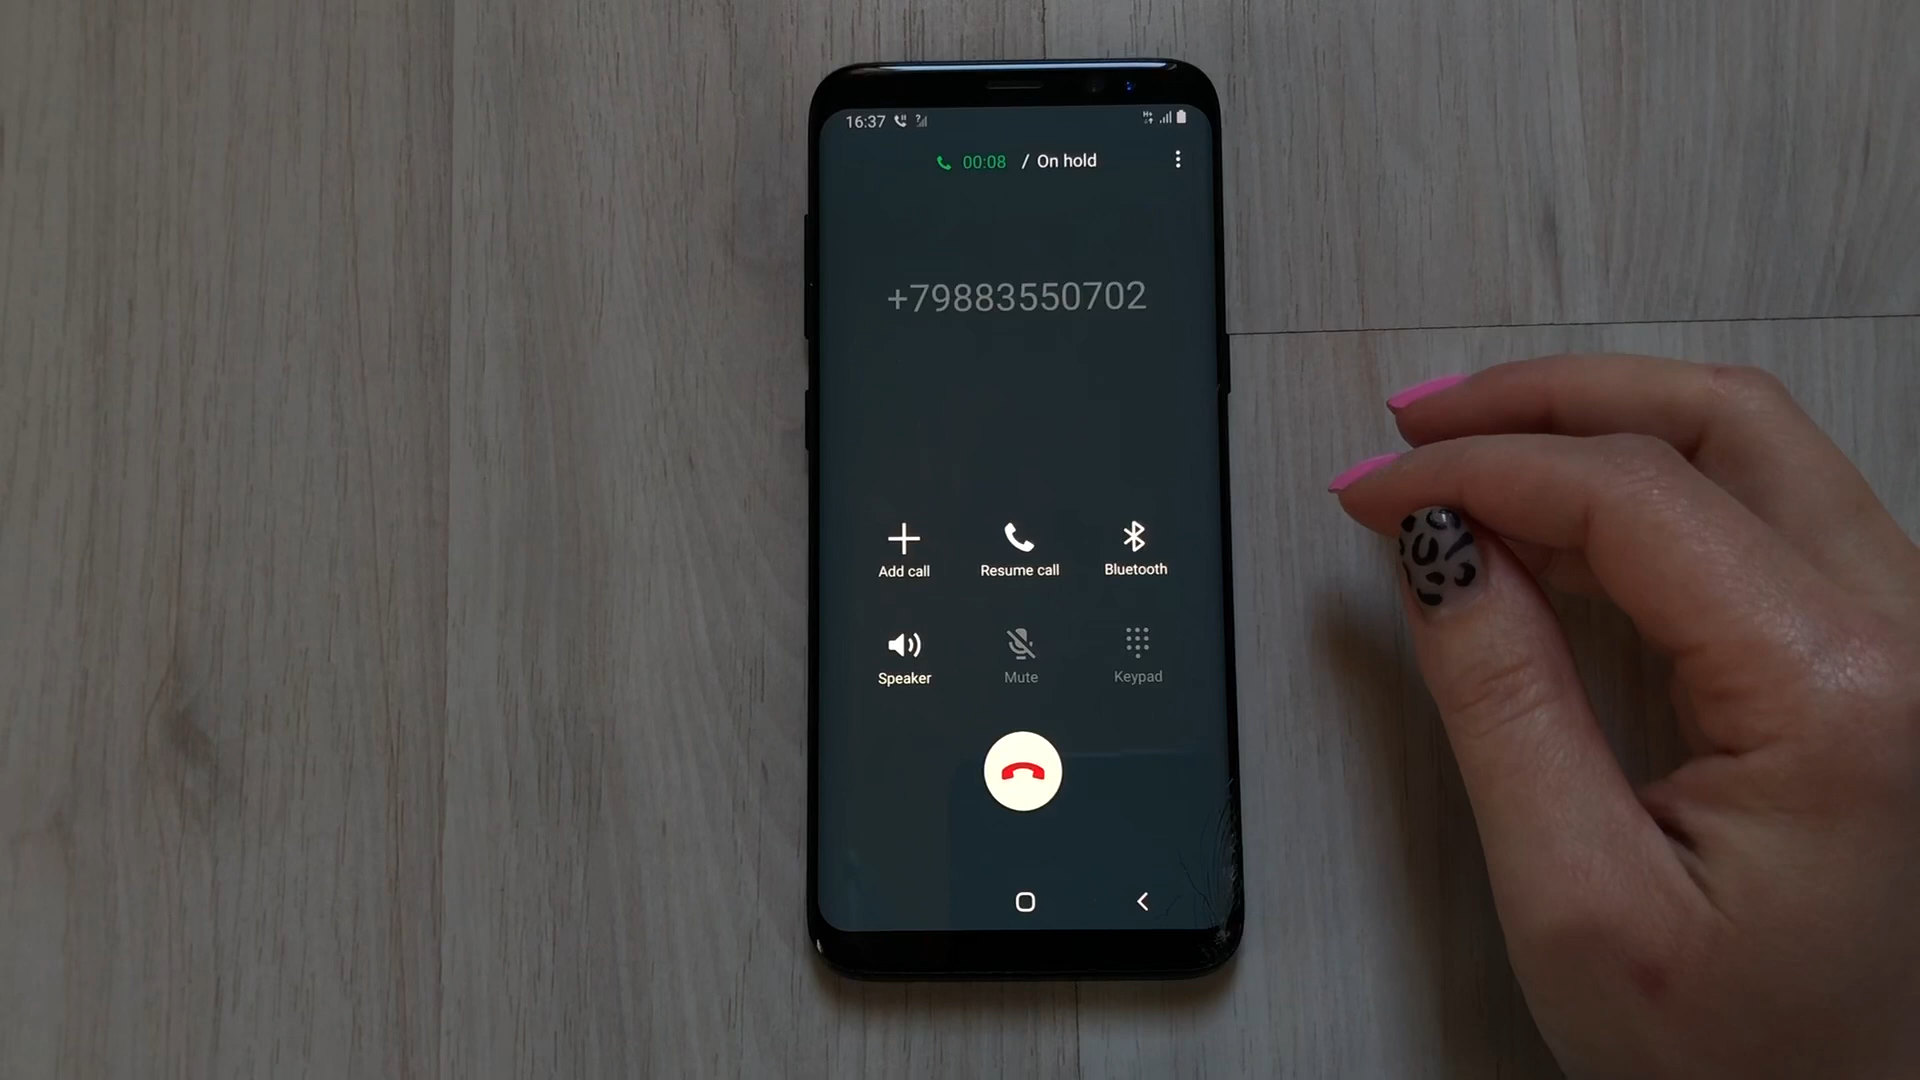 16:37
H+
00:08 / On hold
+79883550702
Add call Resume call Bluetooth
Speaker Mute Keypad